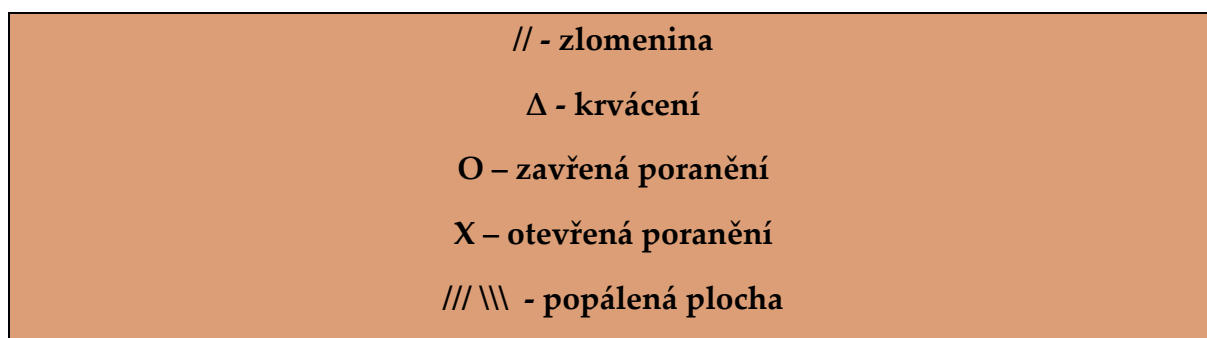 // - zlomenina
Δ - krvácení
O – zavřená poranění
X – otevřená poranění
/// \\\ - popálená plocha